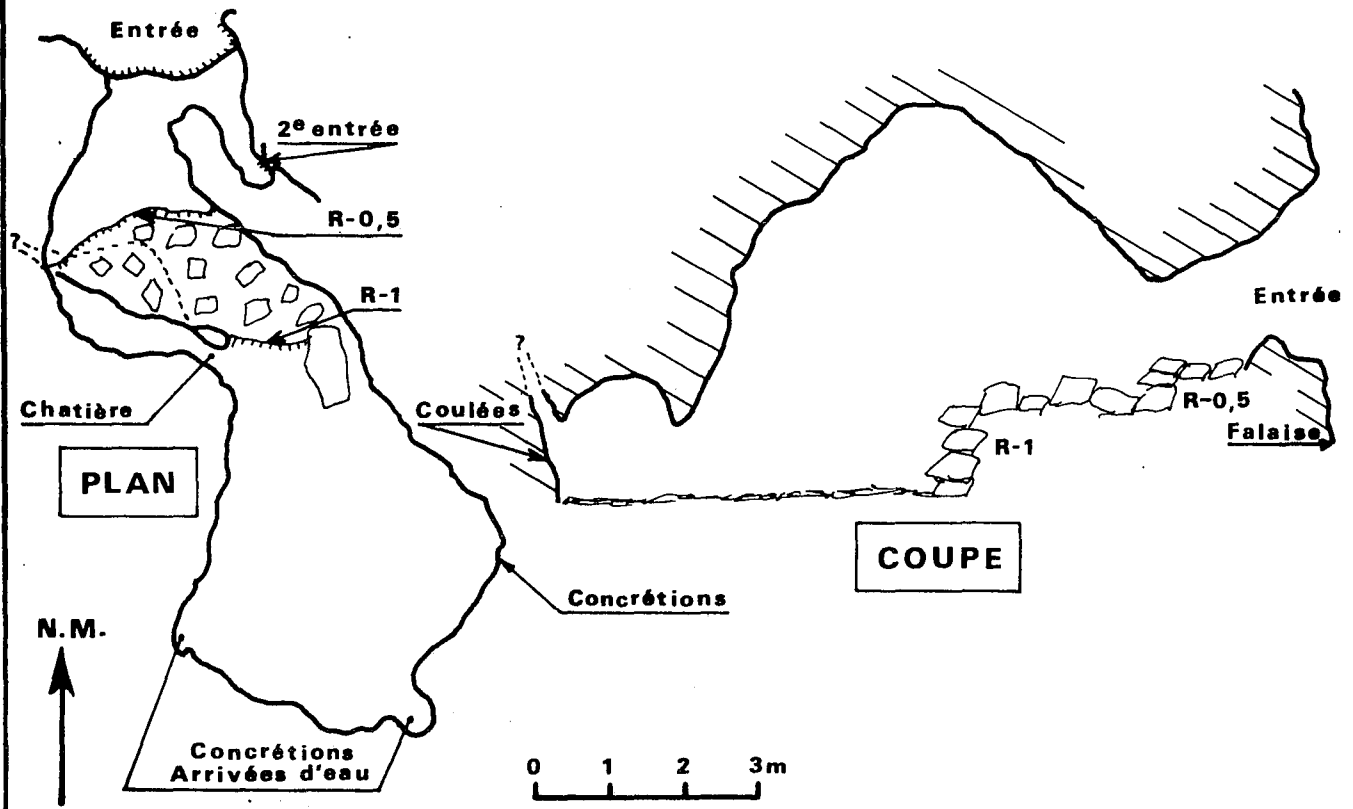 Entrée
2e entrée
R-0,5
?
R-1
Chatière
PLAN
Coulées
?
Entrée
R-0,5
Falaise
R-1
COUPE
Concrétions
N.M.
Concrétions
Arrivées d'eau
0 1 2 3m